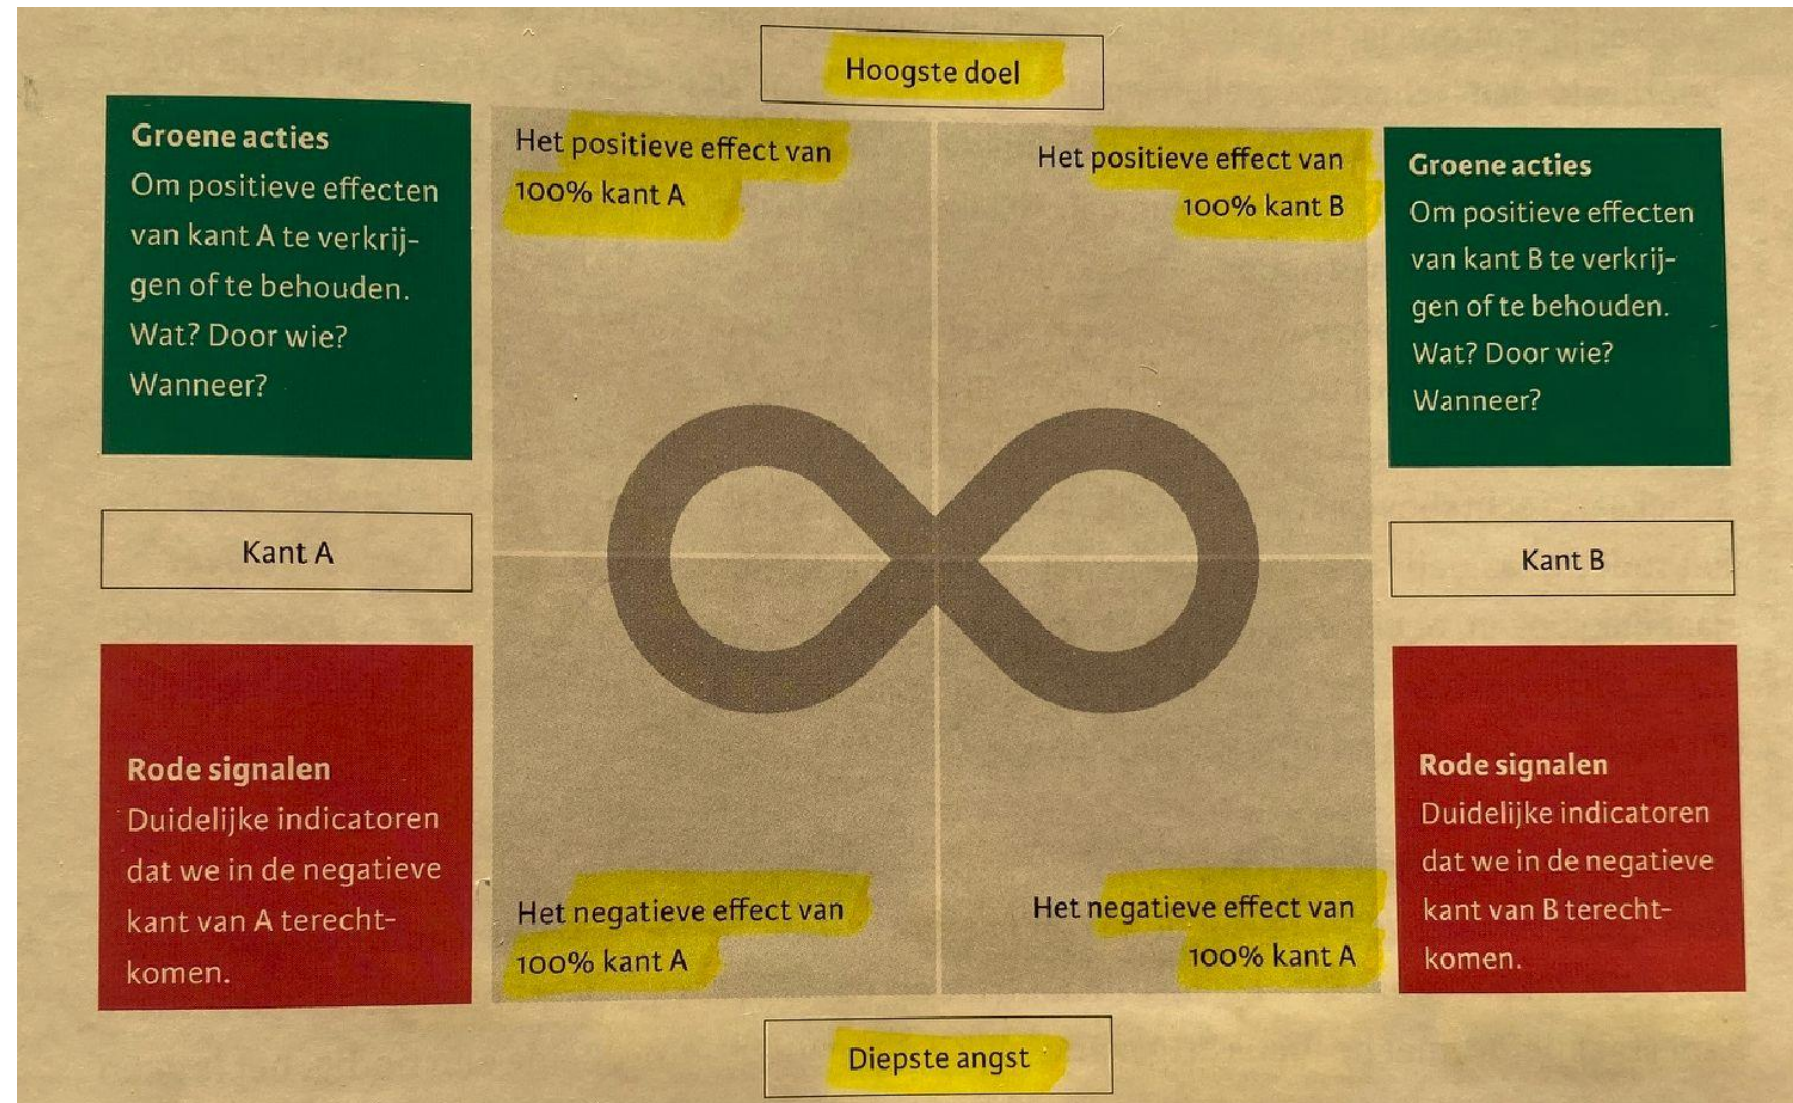 Hoogste doel
Groene acties
Om positieve effecten
van kant A te verkrij-
gen of te behouden.
Wat? Door wie?
Wanneer?
Het positieve effect van
100% kant A
Het positieve effect van
100% kant B
Groene acties
Om positieve effecten
van kant B te verkrij-
gen of te behouden.
Wat? Door wie?
Wanneer?
Kant A
Kant B
Rode signalen
Duidelijke indicatoren
dat we in de negatieve
kant van A terecht-
komen.
Het negatieve effect van
100% kant A
Het negatieve effect van
100% kant A
Rode signalen
Duidelijke indicatoren
dat we in de negatieve
kant van B terecht-
komen.
Diepste angst